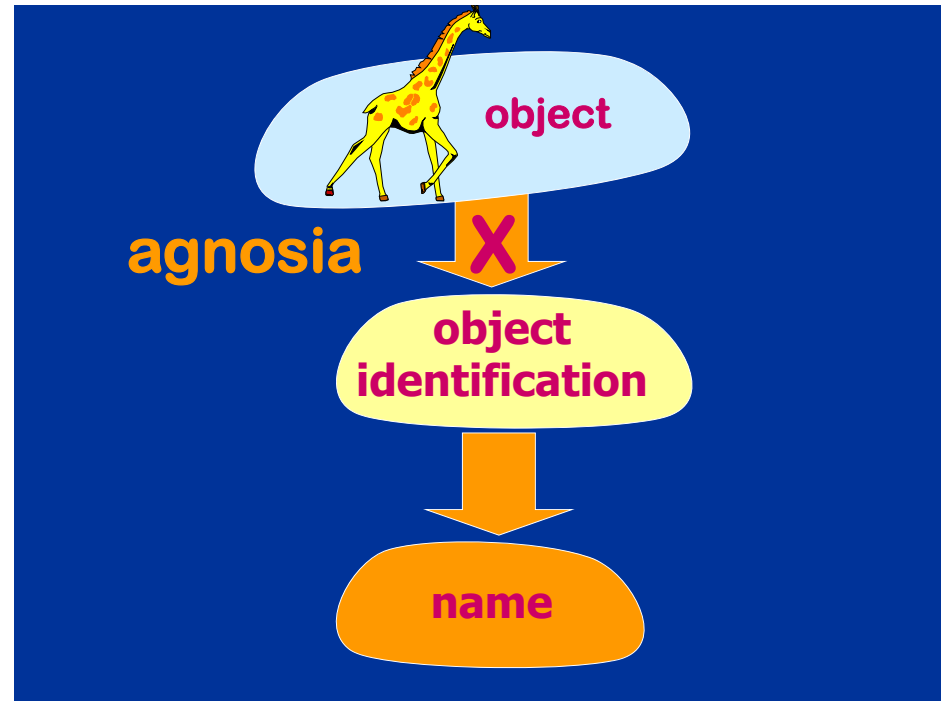 object
agnosia X
object
identification
name